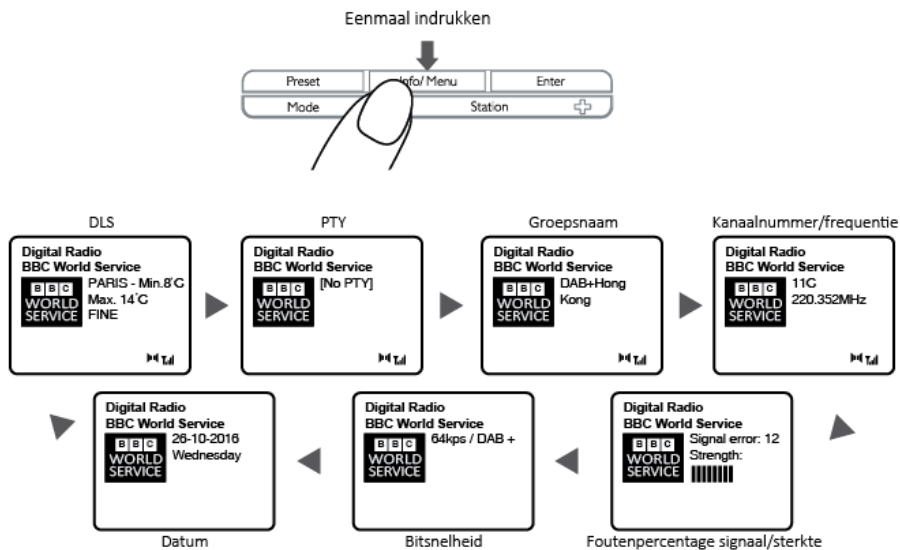 Eenmaal indrukken
Preset
Info/ Menu
Enter
Mode
Station
DLS
PTY
Groepsnaam
Kanaalnummer/frequentie
Digital Radio
BBC World Service
BBC
WORLD
SERVICE
PARIS - Min.8°C
Max. 14°C
FINE
Digital Radio
BBC World Service
BBC
WORLD
SERVICE
[No PTY]
Digital Radio
BBC World Service
BBC
WORLD
SERVICE
DAB+Hong
Kong
Digital Radio
BBC World Service
BBC
WORLD
SERVICE
11C
220.352MHz
Digital Radio
BBC World Service
BBC
WORLD
SERVICE
26-10-2016
Wednesday
Digital Radio
BBC World Service
BBC
WORLD
SERVICE
64kps / DAB +
Digital Radio
BBC World Service
BBC
WORLD
SERVICE
Signal error: 12
Strength:
Datum
Bitsnelheid
Foutenpercentage signaal/sterkte